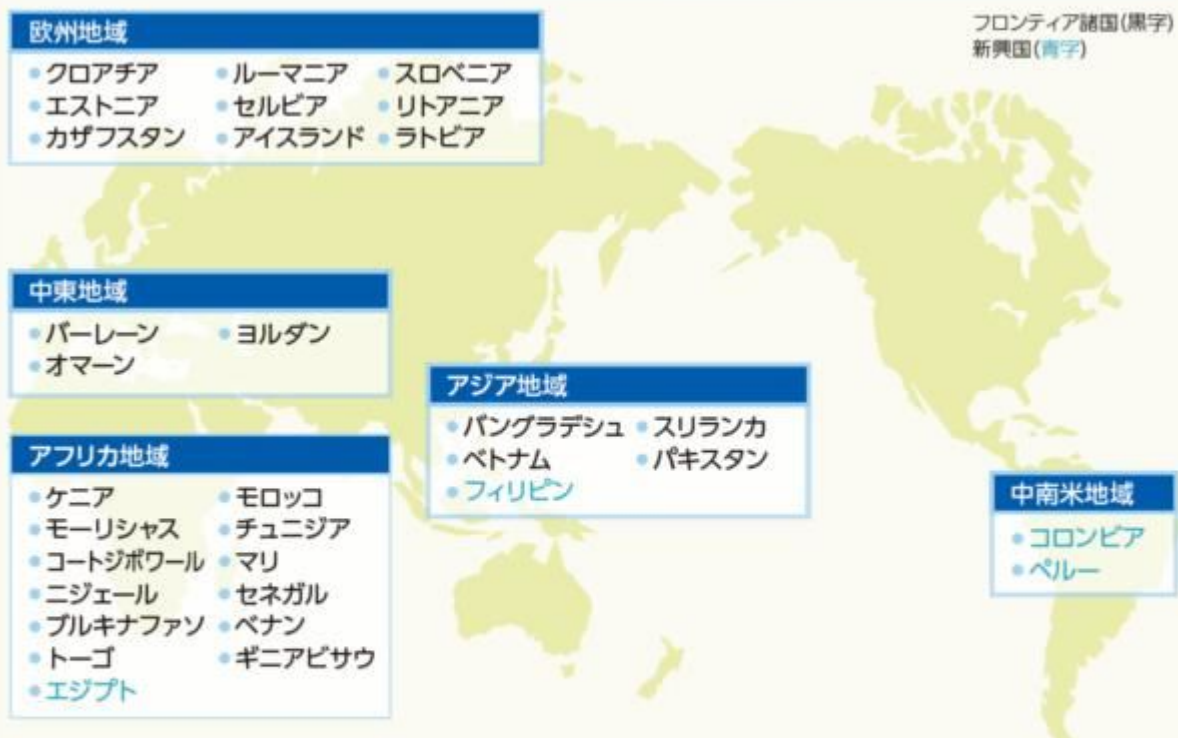 欧州地域
フロンティア諸国(黒字)
新興国(青字)
•クロアチア •ルーマニア •スロベニア
•エストニア •セルビア •リトアニア
•カザフスタン •アイスランド •ラトビア
中東地域
•バーレーン •ヨルダン
•オマーン
アジア地域
•バングラデシュ •スリランカ
•ベトナム •パキスタン
•フィリピン
アフリカ地域
•ケニア •モロッコ
•モーリシャス •チュニジア
•コートジボワール •マリ
•ニジェール •セネガル
•ブルキナファソ •ベナン
•トーゴ •ギニアビサウ
•エジプト
中南米地域
•コロンビア
•ペルー